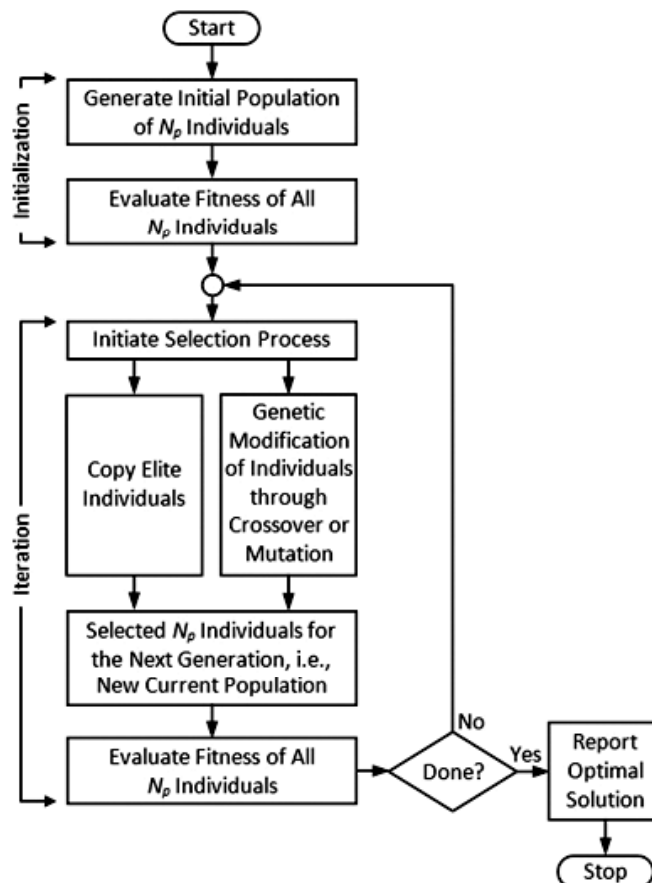 Start
Initialization
Generate Initial Population
of Np Individuals
Evaluate Fitness of All
Np Individuals
Iteration
Initiate Selection Process
Copy Elite
Individuals
Genetic
Modification
of Individuals
through
Crossover or
Mutation
Selected Np Individuals for
the Next Generation, i.e.,
New Current Population
Evaluate Fitness of All
Np Individuals
Done?
No
Yes
Report
Optimal
Solution
Stop